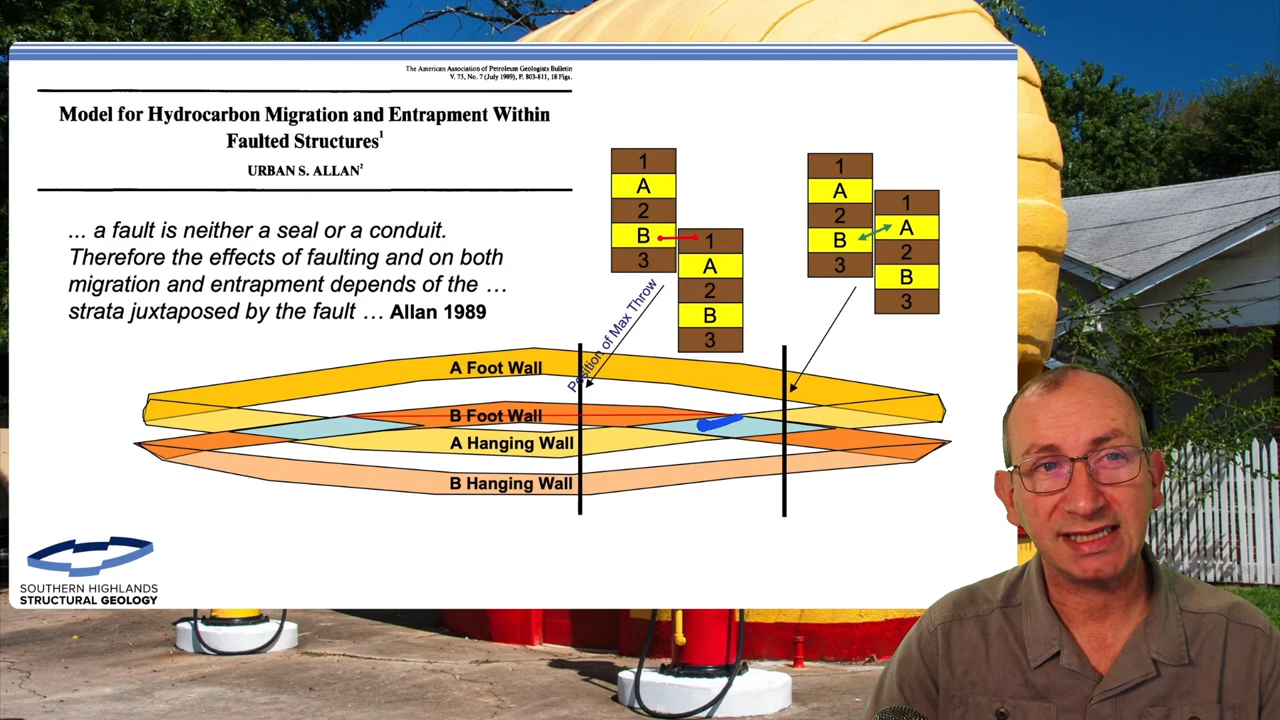 The American Association of Petroleum Geologists Bulletin
V. 73, No. 7 (July 1989), P. 803-811, 18 Figs.
Model for Hydrocarbon Migration and Entrapment Within
Faulted Structures¹
URBAN S. ALLAN²
... a fault is neither a seal or a conduit.
Therefore the effects of faulting and on both
migration and entrapment depends of the ...
strata juxtaposed by the fault ... Allan 1989
1
A
2
B
3
1
A
2
B
3
1
A
2
B
3
1
A
2
B
3
Position of Max Throw
A Foot Wall
B Foot Wall
A Hanging Wall
B Hanging Wall
SOUTHERN HIGHLANDS
STRUCTURAL GEOLOGY